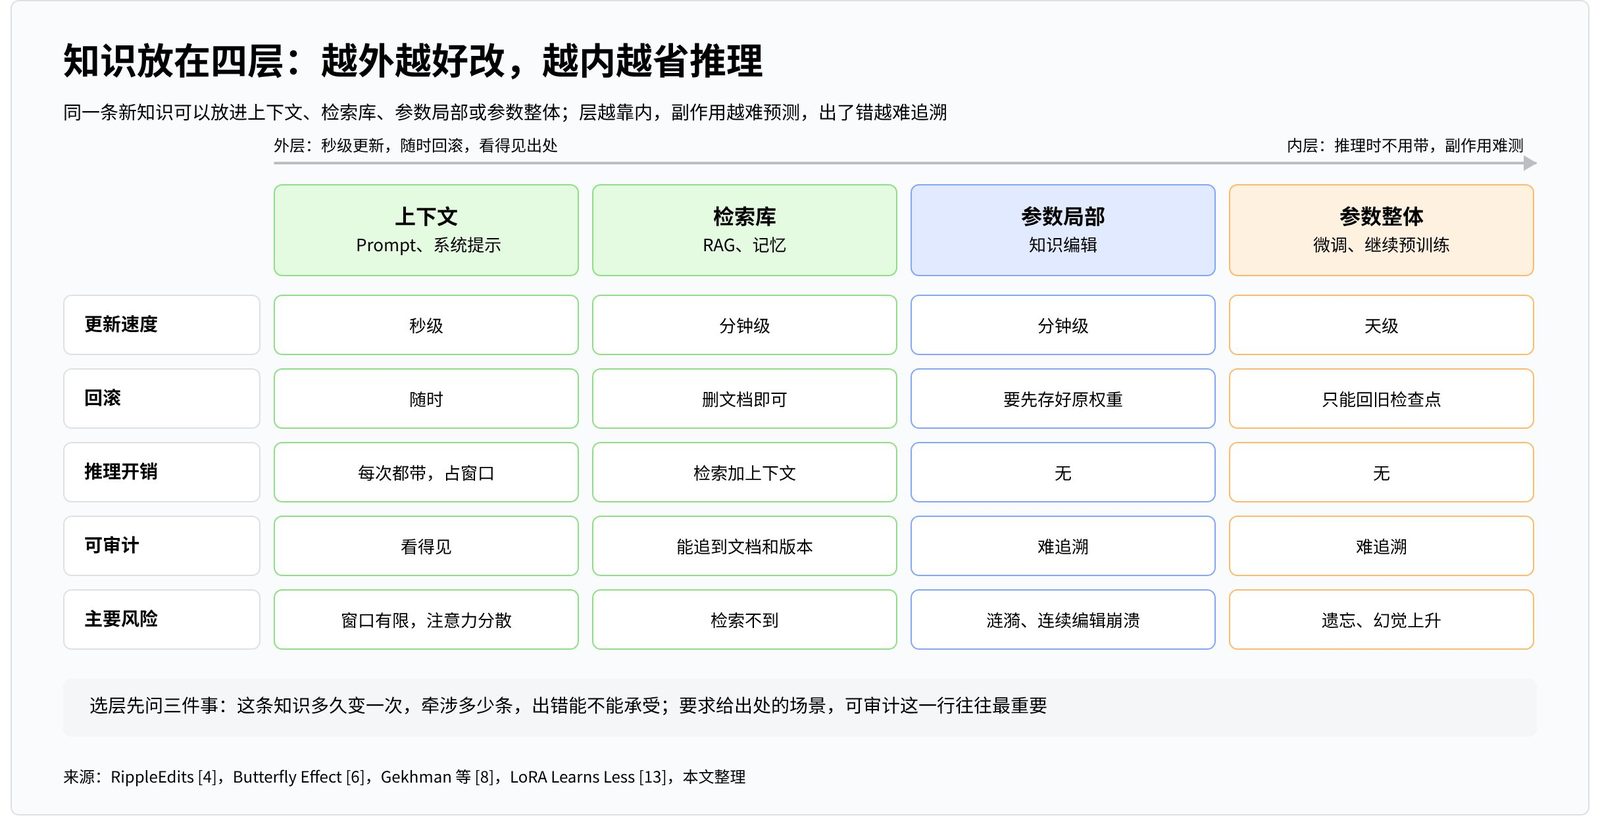 知识放在四层：越外越好改，越内越省推理
同一条新知识可以放进上下文、检索库、参数局部或参数整体；层越靠内，副作用越难预测，出了错越难追溯
外层：秒级更新，随时回滚，看得见出处
内层：推理时不用带，副作用难测
上下文
Prompt、系统提示
检索库
RAG、记忆
参数局部
知识编辑
参数整体
微调、继续预训练
更新速度
秒级
分钟级
分钟级
天级
回滚
随时
删文档即可
要先存好原权重
只能回旧检查点
推理开销
每次都带，占窗口
检索加上下文
无
无
可审计
看得见
能追到文档和版本
难追溯
难追溯
主要风险
窗口有限，注意力分散
检索不到
涟漪、连续编辑崩溃
遗忘、幻觉上升
选层先问三件事：这条知识多久变一次，牵涉多少条，出错能不能承受；要求给出处的场景，可审计这一行往往最重要
来源：RippleEdits [4]，Butterfly Effect [6]，Gekhman 等 [8]，LoRA Learns Less [13]，本文整理